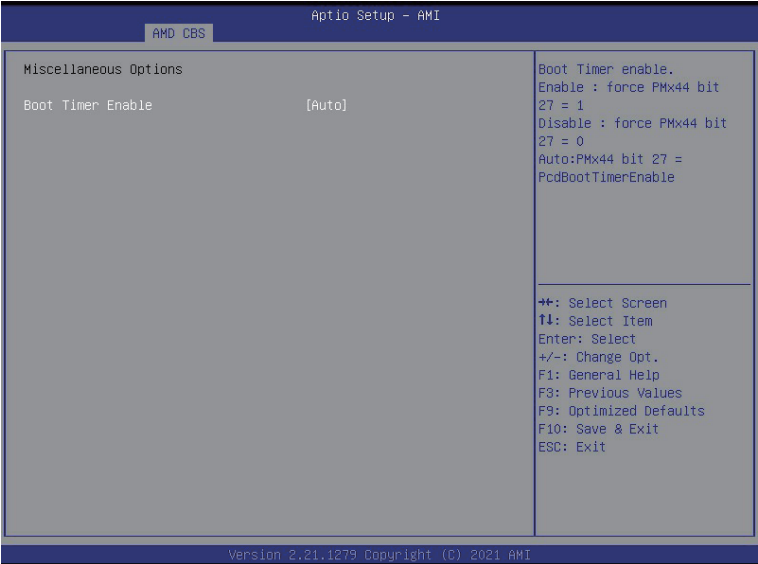 Aptio Setup – AMI
AMD CBS
Miscellaneous Options
Boot Timer Enable [Auto]
Boot Timer enable.
Enable : force PMx44 bit
27 = 1
Disable : force PMx44 bit
27 = 0
Auto:PMx44 bit 27 =
PcdBootTimerEnable
→←: Select Screen
↑↓: Select Item
Enter: Select
+/-: Change Opt.
F1: General Help
F3: Previous Values
F9: Optimized Defaults
F10: Save & Exit
ESC: Exit
Version 2.21.1279 Copyright (C) 2021 AMI